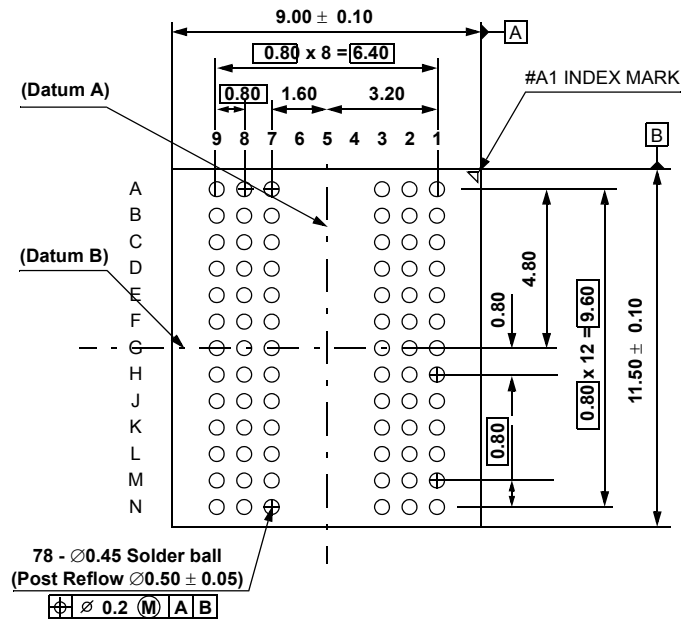 9.00 ± 0.10
A
0.80 x 8 = 6.40
#A1 INDEX MARK
(Datum A)
0.80
1.60
3.20
B
9 8 7 6 5 4 3 2 1
A
B
C
(Datum B)
D
E
F
G
H
J
K
L
M
N
4.80
0.80
0.80
0.80 x 12 = 9.60
11.50 ± 0.10
78 - ∅0.45 Solder ball
(Post Reflow ∅0.50 ± 0.05)
⌖ ⌀ 0.2 Ⓜ A B